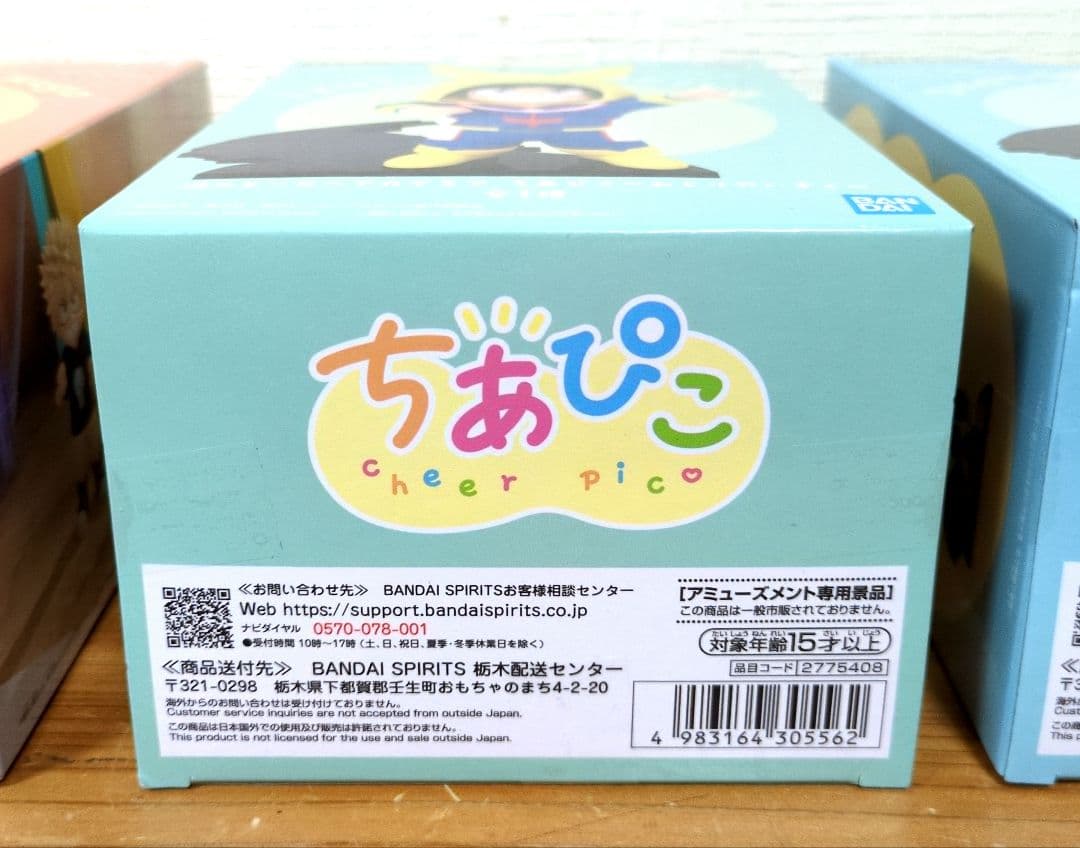 全1種
BAN
DAI
ちあぴこ
cheer pico
≪お問い合わせ先≫ BANDAI SPIRITSお客様相談センター
Web https://support.bandaispirits.co.jp
ナビダイヤル 0570-078-001
●受付時間 10時〜17時(土、日、祝日、夏季・冬季休業日を除く)
≪商品送付先≫ BANDAI SPIRITS 栃木配送センター
〒321-0298 栃木県下都賀郡壬生町おもちゃのまち4-2-20
海外からのお問い合わせは受け付けておりません。
Customer service inquiries are not accepted from outside Japan.
この商品は日本国外での使用及び販売は許諾されておりません。
This product is not licensed for the use and sale outside Japan.
[アミューズメント専用景品]
この商品は一般市販されておりません。
たいしょうねんれい さい い じょう
対象年齢15才以上
品目コード 2775408
4 983164 305562